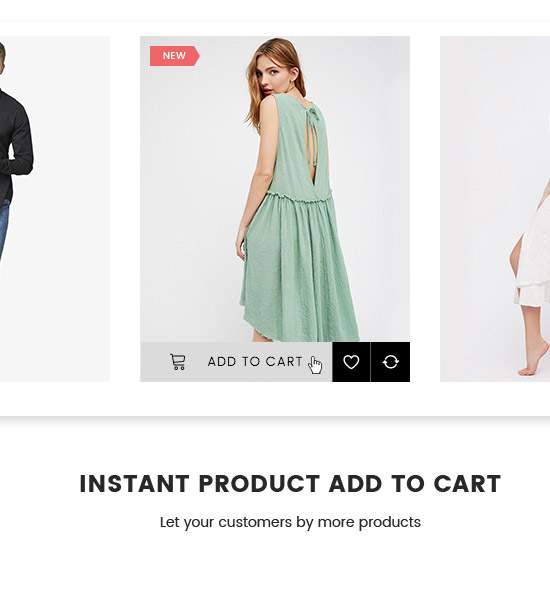 NEW
ADD TO CART
INSTANT PRODUCT ADD TO CART
Let your customers by more products